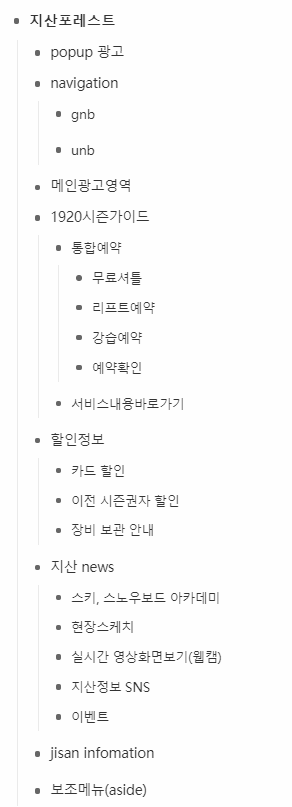 지산포레스트
popup 광고
navigation
gnb
unb
메인광고영역
1920시즌가이드
통합예약
무료셔틀
리프트예약
강습예약
예약확인
서비스내용바로가기
할인정보
카드 할인
이전 시즌권자 할인
장비 보관 안내
지산 news
스키, 스노우보드 아카데미
현장스케치
실시간 영상화면보기(웹캠)
지산정보 SNS
이벤트
jisan infomation
보조메뉴(aside)